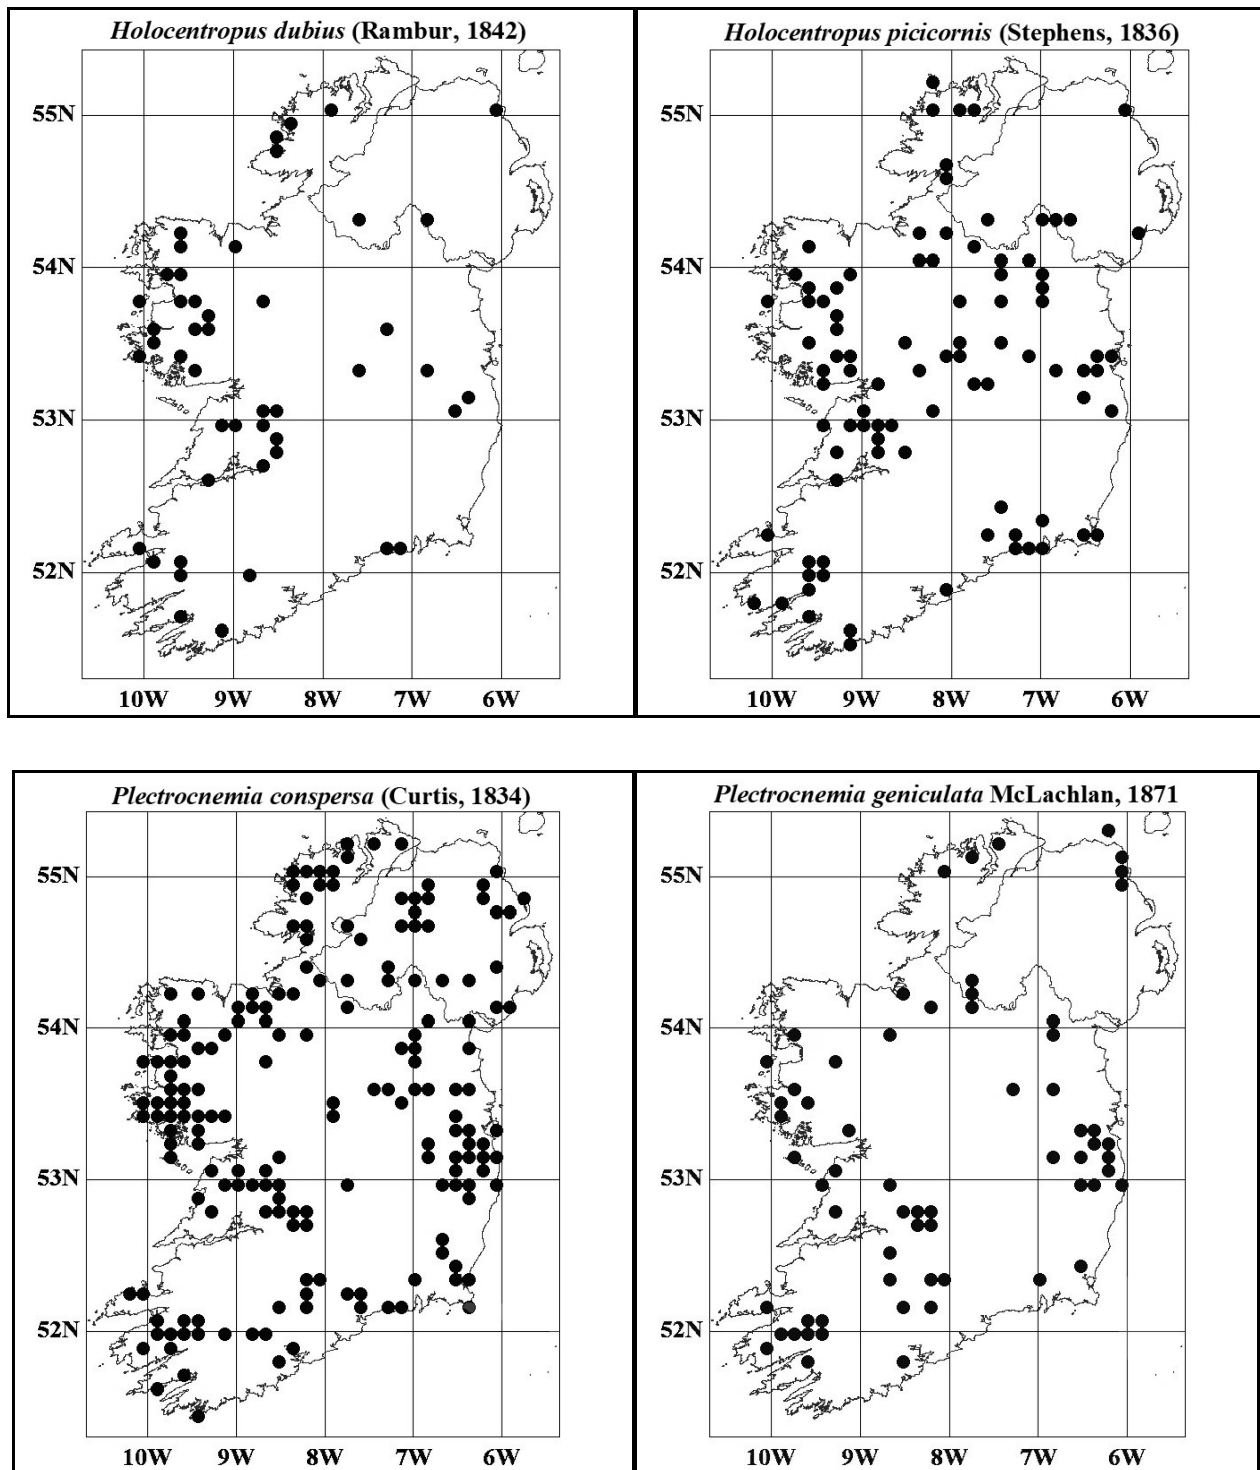 Holocentropus dubius (Rambur, 1842)
55N
54N
53N
52N
10W 9W 8W 7W 6W
Holocentropus picicornis (Stephens, 1836)
55N
54N
53N
52N
10W 9W 8W 7W 6W
Plectrocnemia conspersa (Curtis, 1834)
55N
54N
53N
52N
10W 9W 8W 7W 6W
Plectrocnemia geniculata McLachlan, 1871
55N
54N
53N
52N
10W 9W 8W 7W 6W